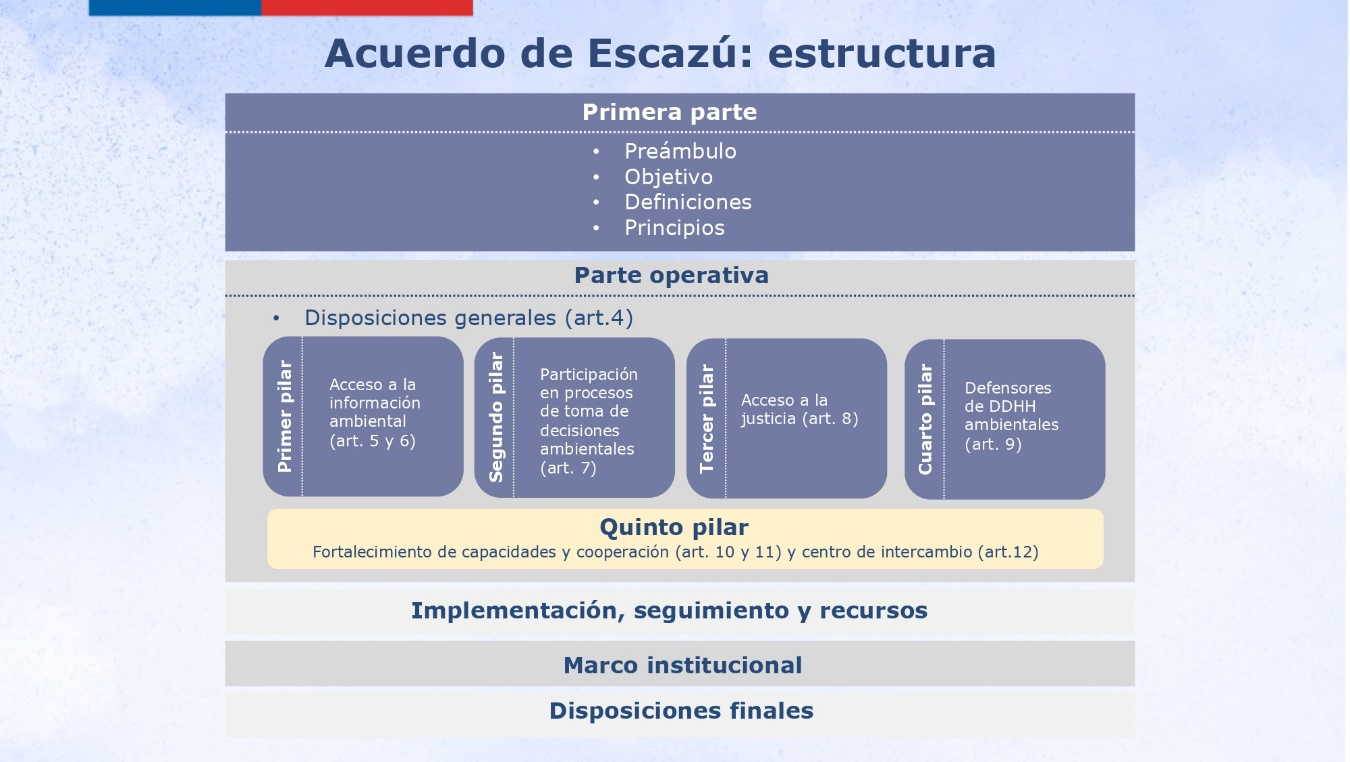 Acuerdo de Escazú: estructura
Primera parte
• Preámbulo
• Objetivo
• Definiciones
• Principios
Parte operativa
• Disposiciones generales (art.4)
Primer pilar
Acceso a la
información
ambiental
(art. 5 y 6)
Segundo pilar
Participación
en procesos
de toma de
decisiones
ambientales
(art. 7)
Tercer pilar
Acceso a la
justicia (art. 8)
Cuarto pilar
Defensores
de DDHH
ambientales
(art. 9)
Quinto pilar
Fortalecimiento de capacidades y cooperación (art. 10 y 11) y centro de intercambio (art.12)
Implementación, seguimiento y recursos
Marco institucional
Disposiciones finales